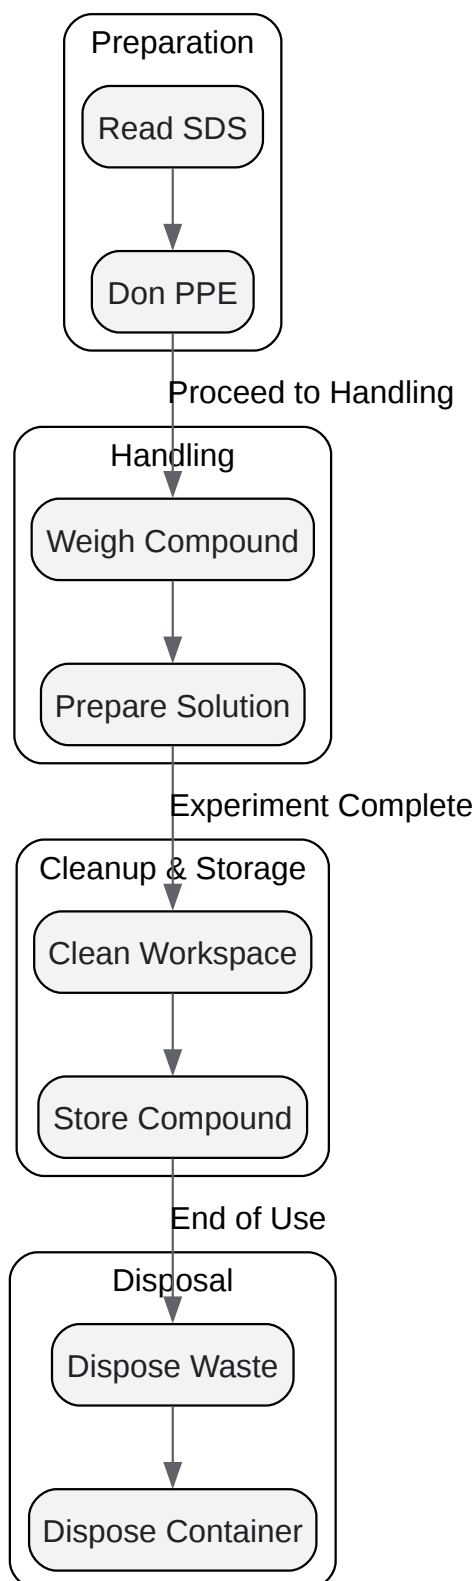 Preparation
Read SDS
Don PPE
Proceed to Handling
Handling
Weigh Compound
Prepare Solution
Experiment Complete
Cleanup & Storage
Clean Workspace
Store Compound
End of Use
Disposal
Dispose Waste
Dispose Container